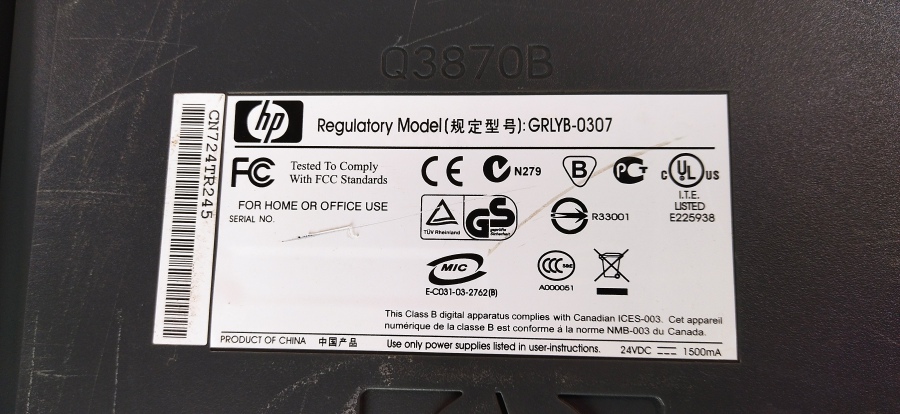 Q3870B
CN724TR245
hp
Regulatory Model(规定型号): GRLYB-0307
FC
Tested To Comply
With FCC Standards
CE
N279
B
c UL US
I.T.E.
LISTED
E225938
FOR HOME OR OFFICE USE
SERIAL NO.
TÜV Rheinland
GS
geprüfte
Sicherheit
R33001
MIC
E-C031-03-2762(B)
CCC
A000051
This Class B digital apparatus complies with Canadian ICES-003. Cet appareil
numérique de la classe B est conforme á la norme NMB-003 du Canada.
PRODUCT OF CHINA 中国产品 Use only power supplies listed in user-instructions. 24VDC 1500mA